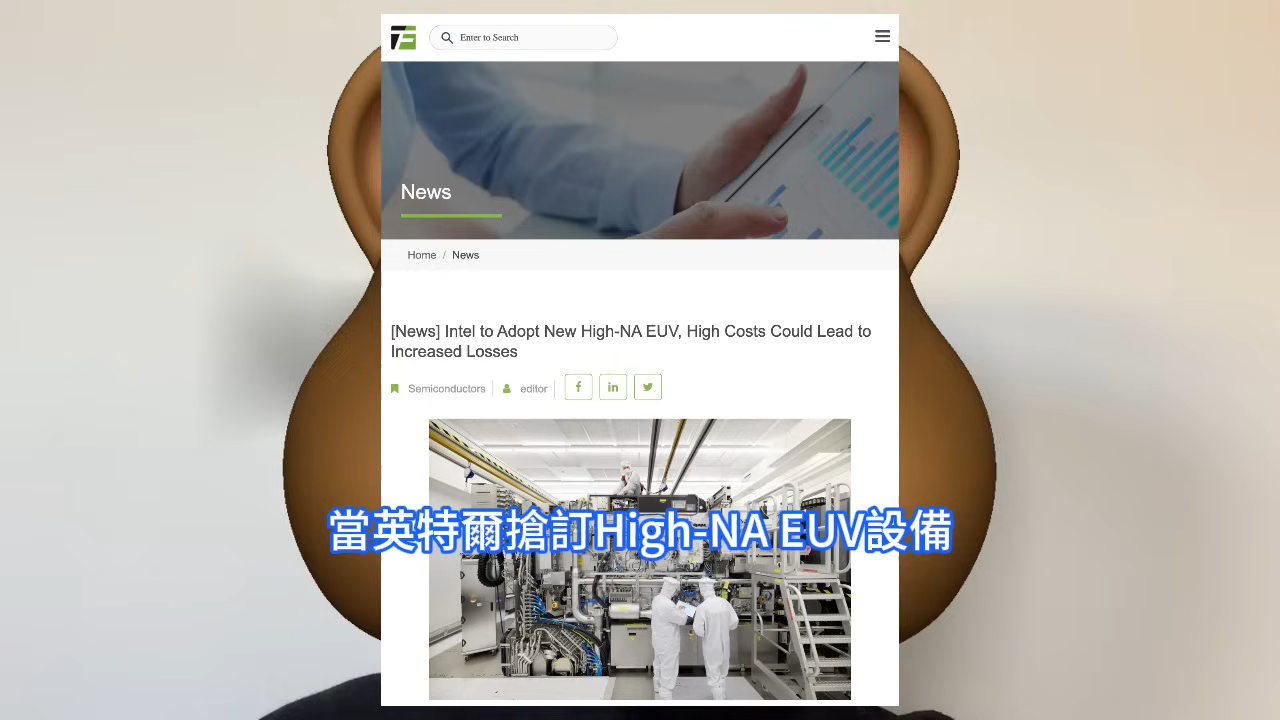 Enter to Search
News
Home / News
[News] Intel to Adopt New High-NA EUV, High Costs Could Lead to
Increased Losses
Semiconductors
editor
當英特爾搶訂High-NA EUV設備